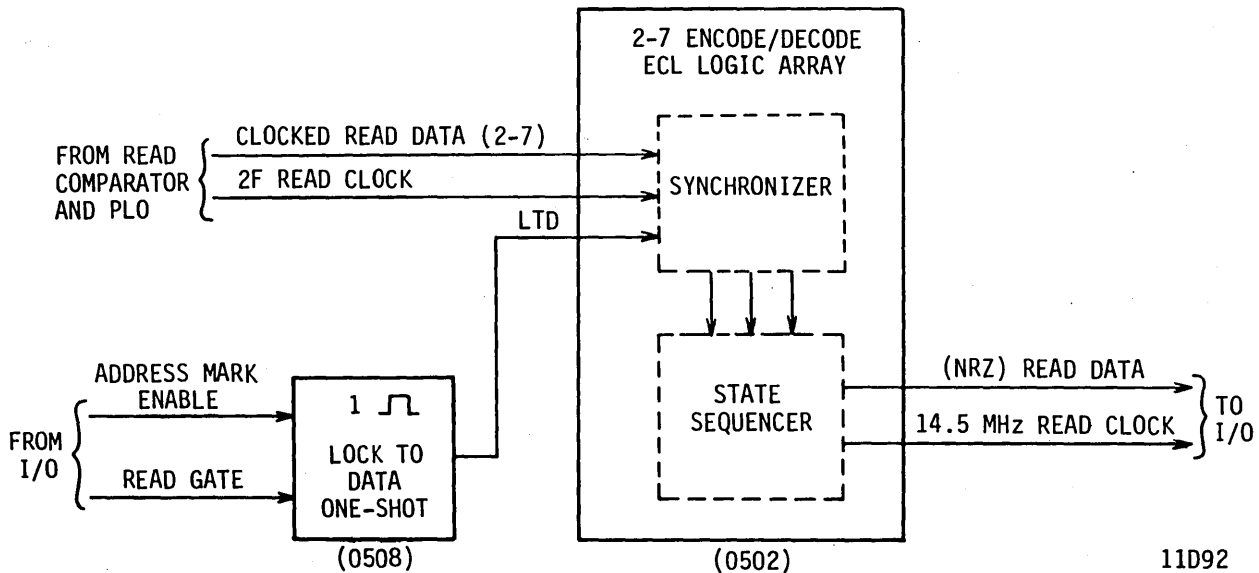 2-7 ENCODE/DECODE
ECL LOGIC ARRAY
CLOCKED READ DATA (2-7)
FROM READ
COMPARATOR
AND PLO
2F READ CLOCK
SYNCHRONIZER
LTD
ADDRESS MARK
ENABLE
FROM
I/O
READ GATE
1
LOCK TO
DATA
ONE-SHOT
(0508)
STATE
SEQUENCER
(NRZ) READ DATA
14.5 MHz READ CLOCK
TO
I/O
(0502)
11D92